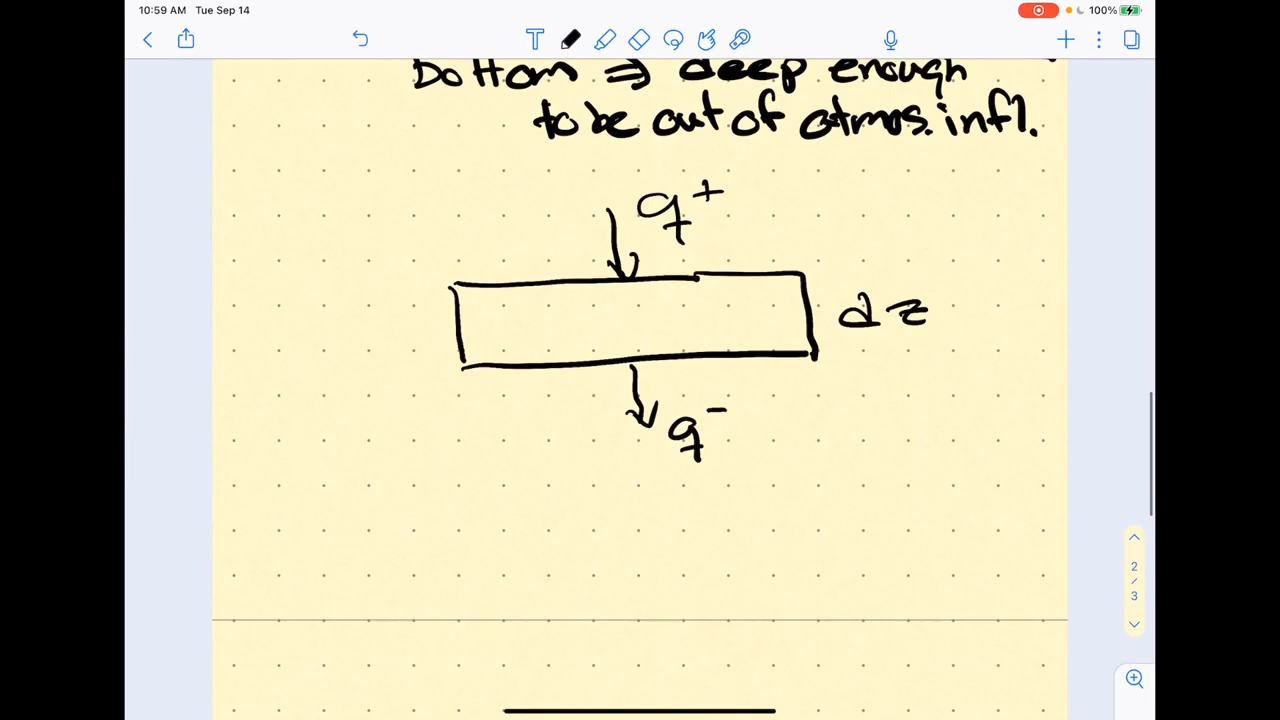 10:59 AM Tue Sep 14
100%
Bottom ⇒ deep enough
to be out of atmos. infl.
q+
dz
q-
2
/
3